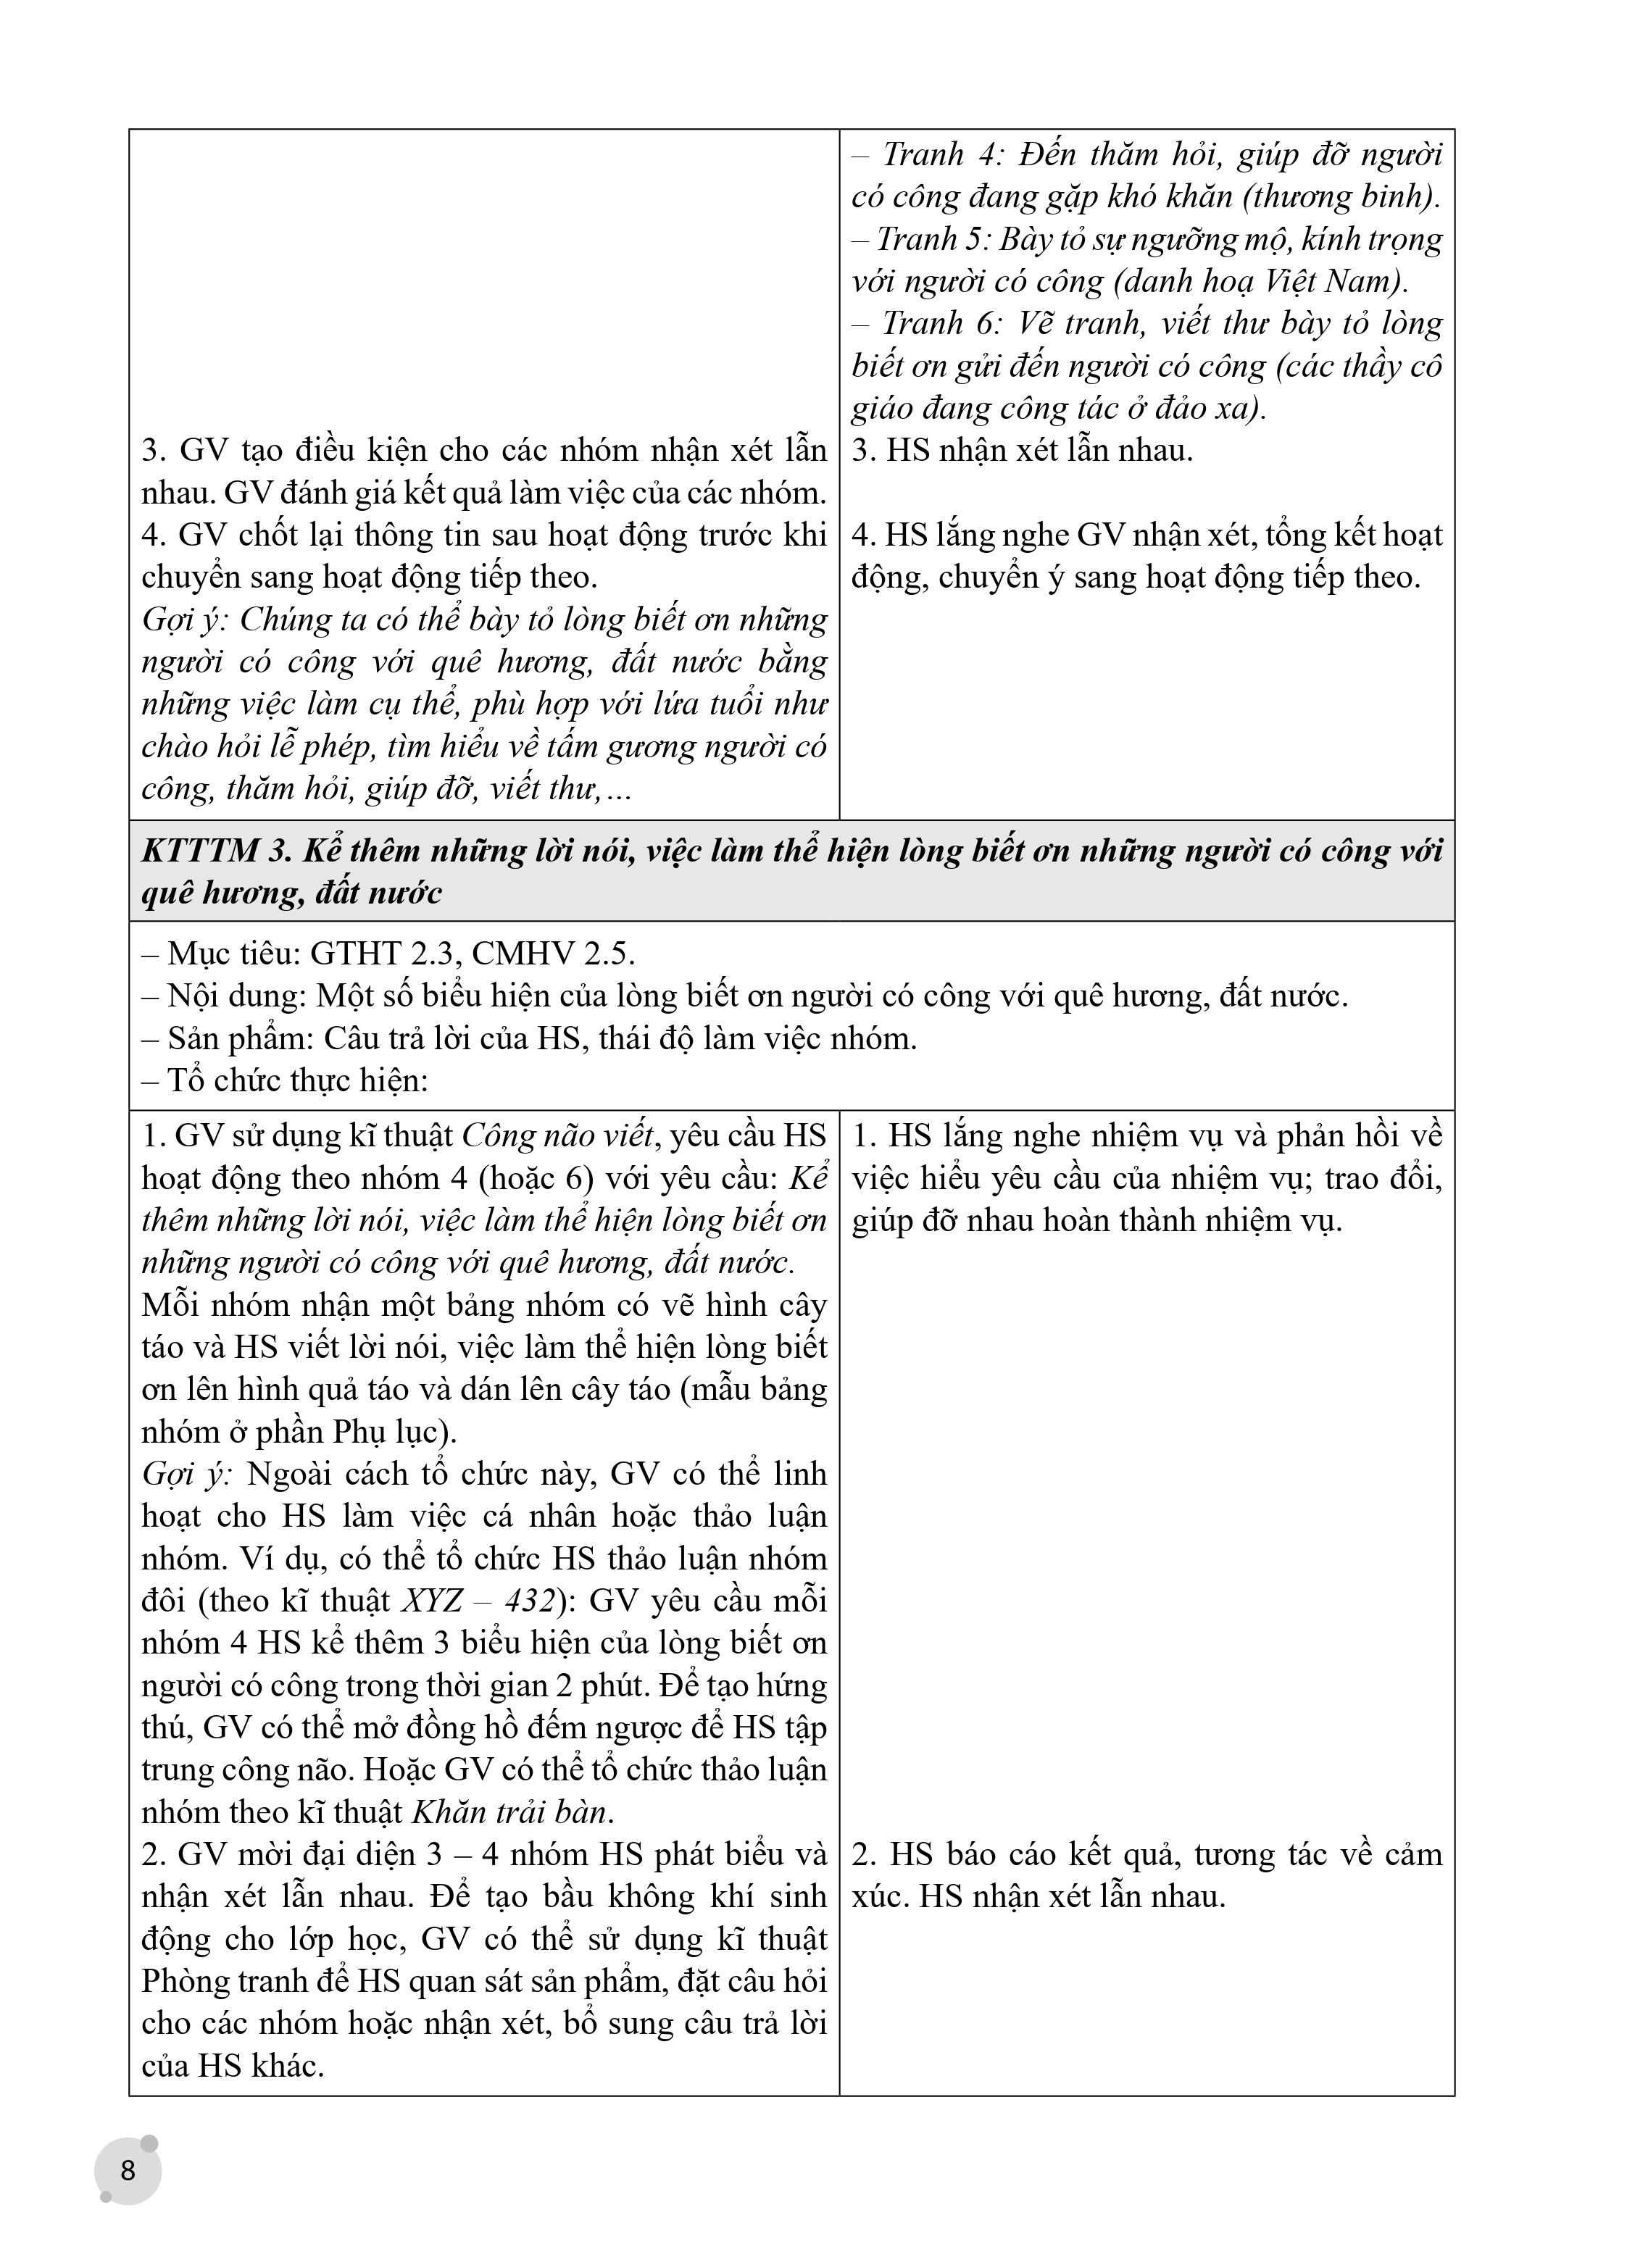 – Tranh 4: Đến thăm hỏi, giúp đỡ người
có công đang gặp khó khăn (thương binh).
– Tranh 5: Bày tỏ sự ngưỡng mộ, kính trọng
với người có công (danh hoạ Việt Nam).
– Tranh 6: Vẽ tranh, viết thư bày tỏ lòng
biết ơn gửi đến người có công (các thầy cô
giáo đang công tác ở đảo xa).
3. GV tạo điều kiện cho các nhóm nhận xét lẫn
nhau. GV đánh giá kết quả làm việc của các nhóm.
3. HS nhận xét lẫn nhau.
4. GV chốt lại thông tin sau hoạt động trước khi
chuyển sang hoạt động tiếp theo.
Gợi ý: Chúng ta có thể bày tỏ lòng biết ơn những
người có công với quê hương, đất nước bằng
những việc làm cụ thể, phù hợp với lứa tuổi như
chào hỏi lễ phép, tìm hiểu về tấm gương người có
công, thăm hỏi, giúp đỡ, viết thư,…
4. HS lắng nghe GV nhận xét, tổng kết hoạt
động, chuyển ý sang hoạt động tiếp theo.
KTTTM 3. Kể thêm những lời nói, việc làm thể hiện lòng biết ơn những người có công với
quê hương, đất nước
– Mục tiêu: GTHT 2.3, CMHV 2.5.
– Nội dung: Một số biểu hiện của lòng biết ơn người có công với quê hương, đất nước.
– Sản phẩm: Câu trả lời của HS, thái độ làm việc nhóm.
– Tổ chức thực hiện:
1. GV sử dụng kĩ thuật Công não viết, yêu cầu HS
hoạt động theo nhóm 4 (hoặc 6) với yêu cầu: Kể
thêm những lời nói, việc làm thể hiện lòng biết ơn
những người có công với quê hương, đất nước.
Mỗi nhóm nhận một bảng nhóm có vẽ hình cây
táo và HS viết lời nói, việc làm thể hiện lòng biết
ơn lên hình quả táo và dán lên cây táo (mẫu bảng
nhóm ở phần Phụ lục).
Gợi ý: Ngoài cách tổ chức này, GV có thể linh
hoạt cho HS làm việc cá nhân hoặc thảo luận
nhóm. Ví dụ, có thể tổ chức HS thảo luận nhóm
đôi (theo kĩ thuật XYZ – 432): GV yêu cầu mỗi
nhóm 4 HS kể thêm 3 biểu hiện của lòng biết ơn
người có công trong thời gian 2 phút. Để tạo hứng
thú, GV có thể mở đồng hồ đếm ngược để HS tập
trung công não. Hoặc GV có thể tổ chức thảo luận
nhóm theo kĩ thuật Khăn trải bàn.
1. HS lắng nghe nhiệm vụ và phản hồi về
việc hiểu yêu cầu của nhiệm vụ; trao đổi,
giúp đỡ nhau hoàn thành nhiệm vụ.
2. GV mời đại diện 3 – 4 nhóm HS phát biểu và
nhận xét lẫn nhau. Để tạo bầu không khí sinh
động cho lớp học, GV có thể sử dụng kĩ thuật
Phòng tranh để HS quan sát sản phẩm, đặt câu hỏi
cho các nhóm hoặc nhận xét, bổ sung câu trả lời
của HS khác.
2. HS báo cáo kết quả, tương tác về cảm
xúc. HS nhận xét lẫn nhau.
8